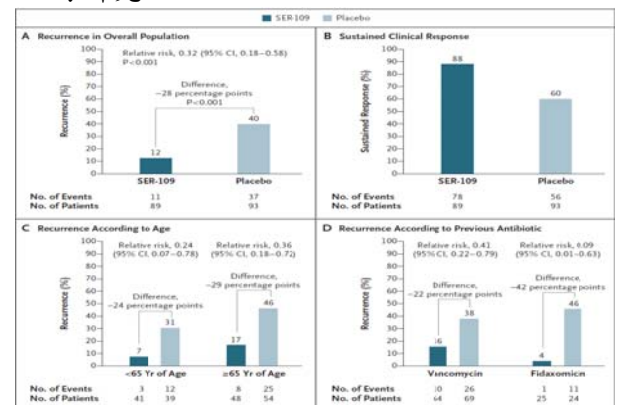 SER-109 Placebo
A Recurrence in Overall Population
Relative risk, 0.32 (95% CI, 0.18–0.58)
P<0.001
Difference,
−28 percentage points
P<0.001
Recurrence (%)
100
90
80
70
60
50
40
30
20
10
0
12
40
SER-109 Placebo
No. of Events 11 37
No. of Patients 89 93
B Sustained Clinical Response
Sustained Response (%)
100
90
80
70
60
50
40
30
20
10
0
88
60
SER-109 Placebo
No. of Events 78 56
No. of Patients 89 93
C Recurrence According to Age
Relative risk, 0.24 Relative risk, 0.36
(95% CI, 0.07–0.78) (95% CI, 0.18–0.72)
Difference,
−24 percentage points
Difference,
−29 percentage points
Recurrence (%)
100
90
80
70
60
50
40
30
20
10
0
7
31
17
46
<65 Yr of Age ≥65 Yr of Age
No. of Events 3 12 8 25
No. of Patients 41 39 48 54
D Recurrence According to Previous Antibiotic
Relative risk, 0.41 Relative risk, 0.09
(95% CI, 0.22–0.79) (95% CI, 0.01–0.63)
Difference,
−22 percentage points
Difference,
−42 percentage points
Recurrence (%)
100
90
80
70
60
50
40
30
20
10
0
38
4
46
Vancomycin Fidaxomicin
No. of Events 26 1 11
No. of Patients 69 25 24